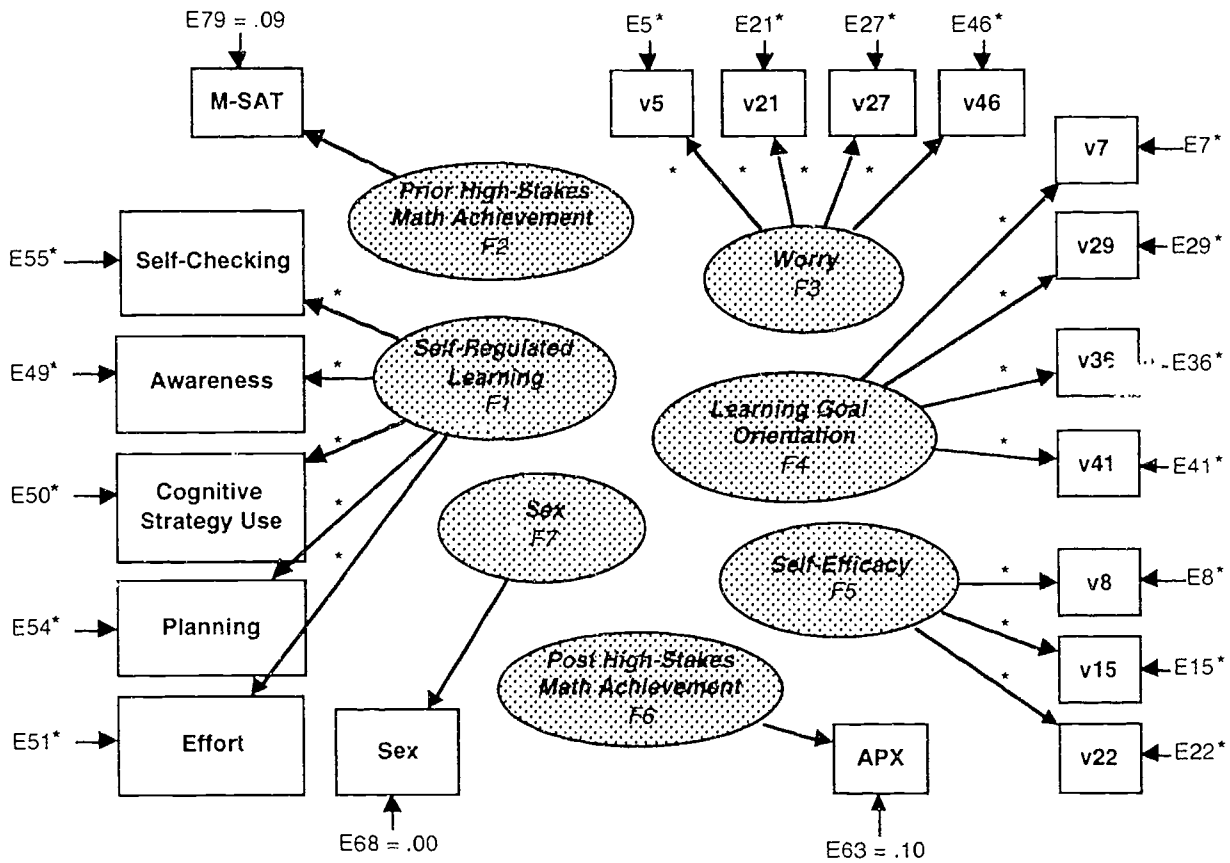 E79 = .09
E5*
E21*
E27*
E46*
M-SAT
v5
v21
v27
v46
v7
E7*
*
*
*
*
Prior High-Stakes
Math Achievement
F2
*
E55*
Self-Checking
Worry
F3
v29
E29*
*
*
E49*
Awareness
*
Self-Regulated
Learning
F1
v36
E36*
*
Learning Goal
Orientation
F4
*
v41
E41*
E50*
Cognitive
Strategy Use
*
*
*
Sex
F7
Self-Efficacy
F5
*
v8
E8*
E54*
Planning
*
v15
E15*
*
Post High-Stakes
Math Achievement
F6
E51*
Effort
Sex
APX
v22
E22*
E68 = .00
E63 = .10